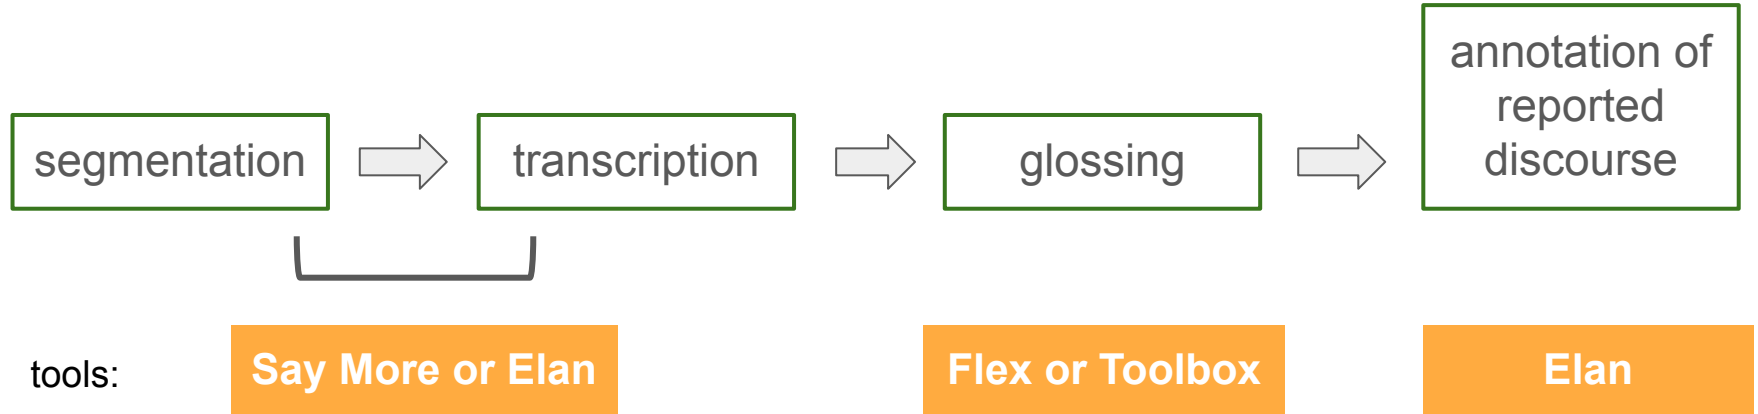 segmentation
transcription
glossing
annotation of
reported
discourse
tools:
Say More or Elan
Flex or Toolbox
Elan